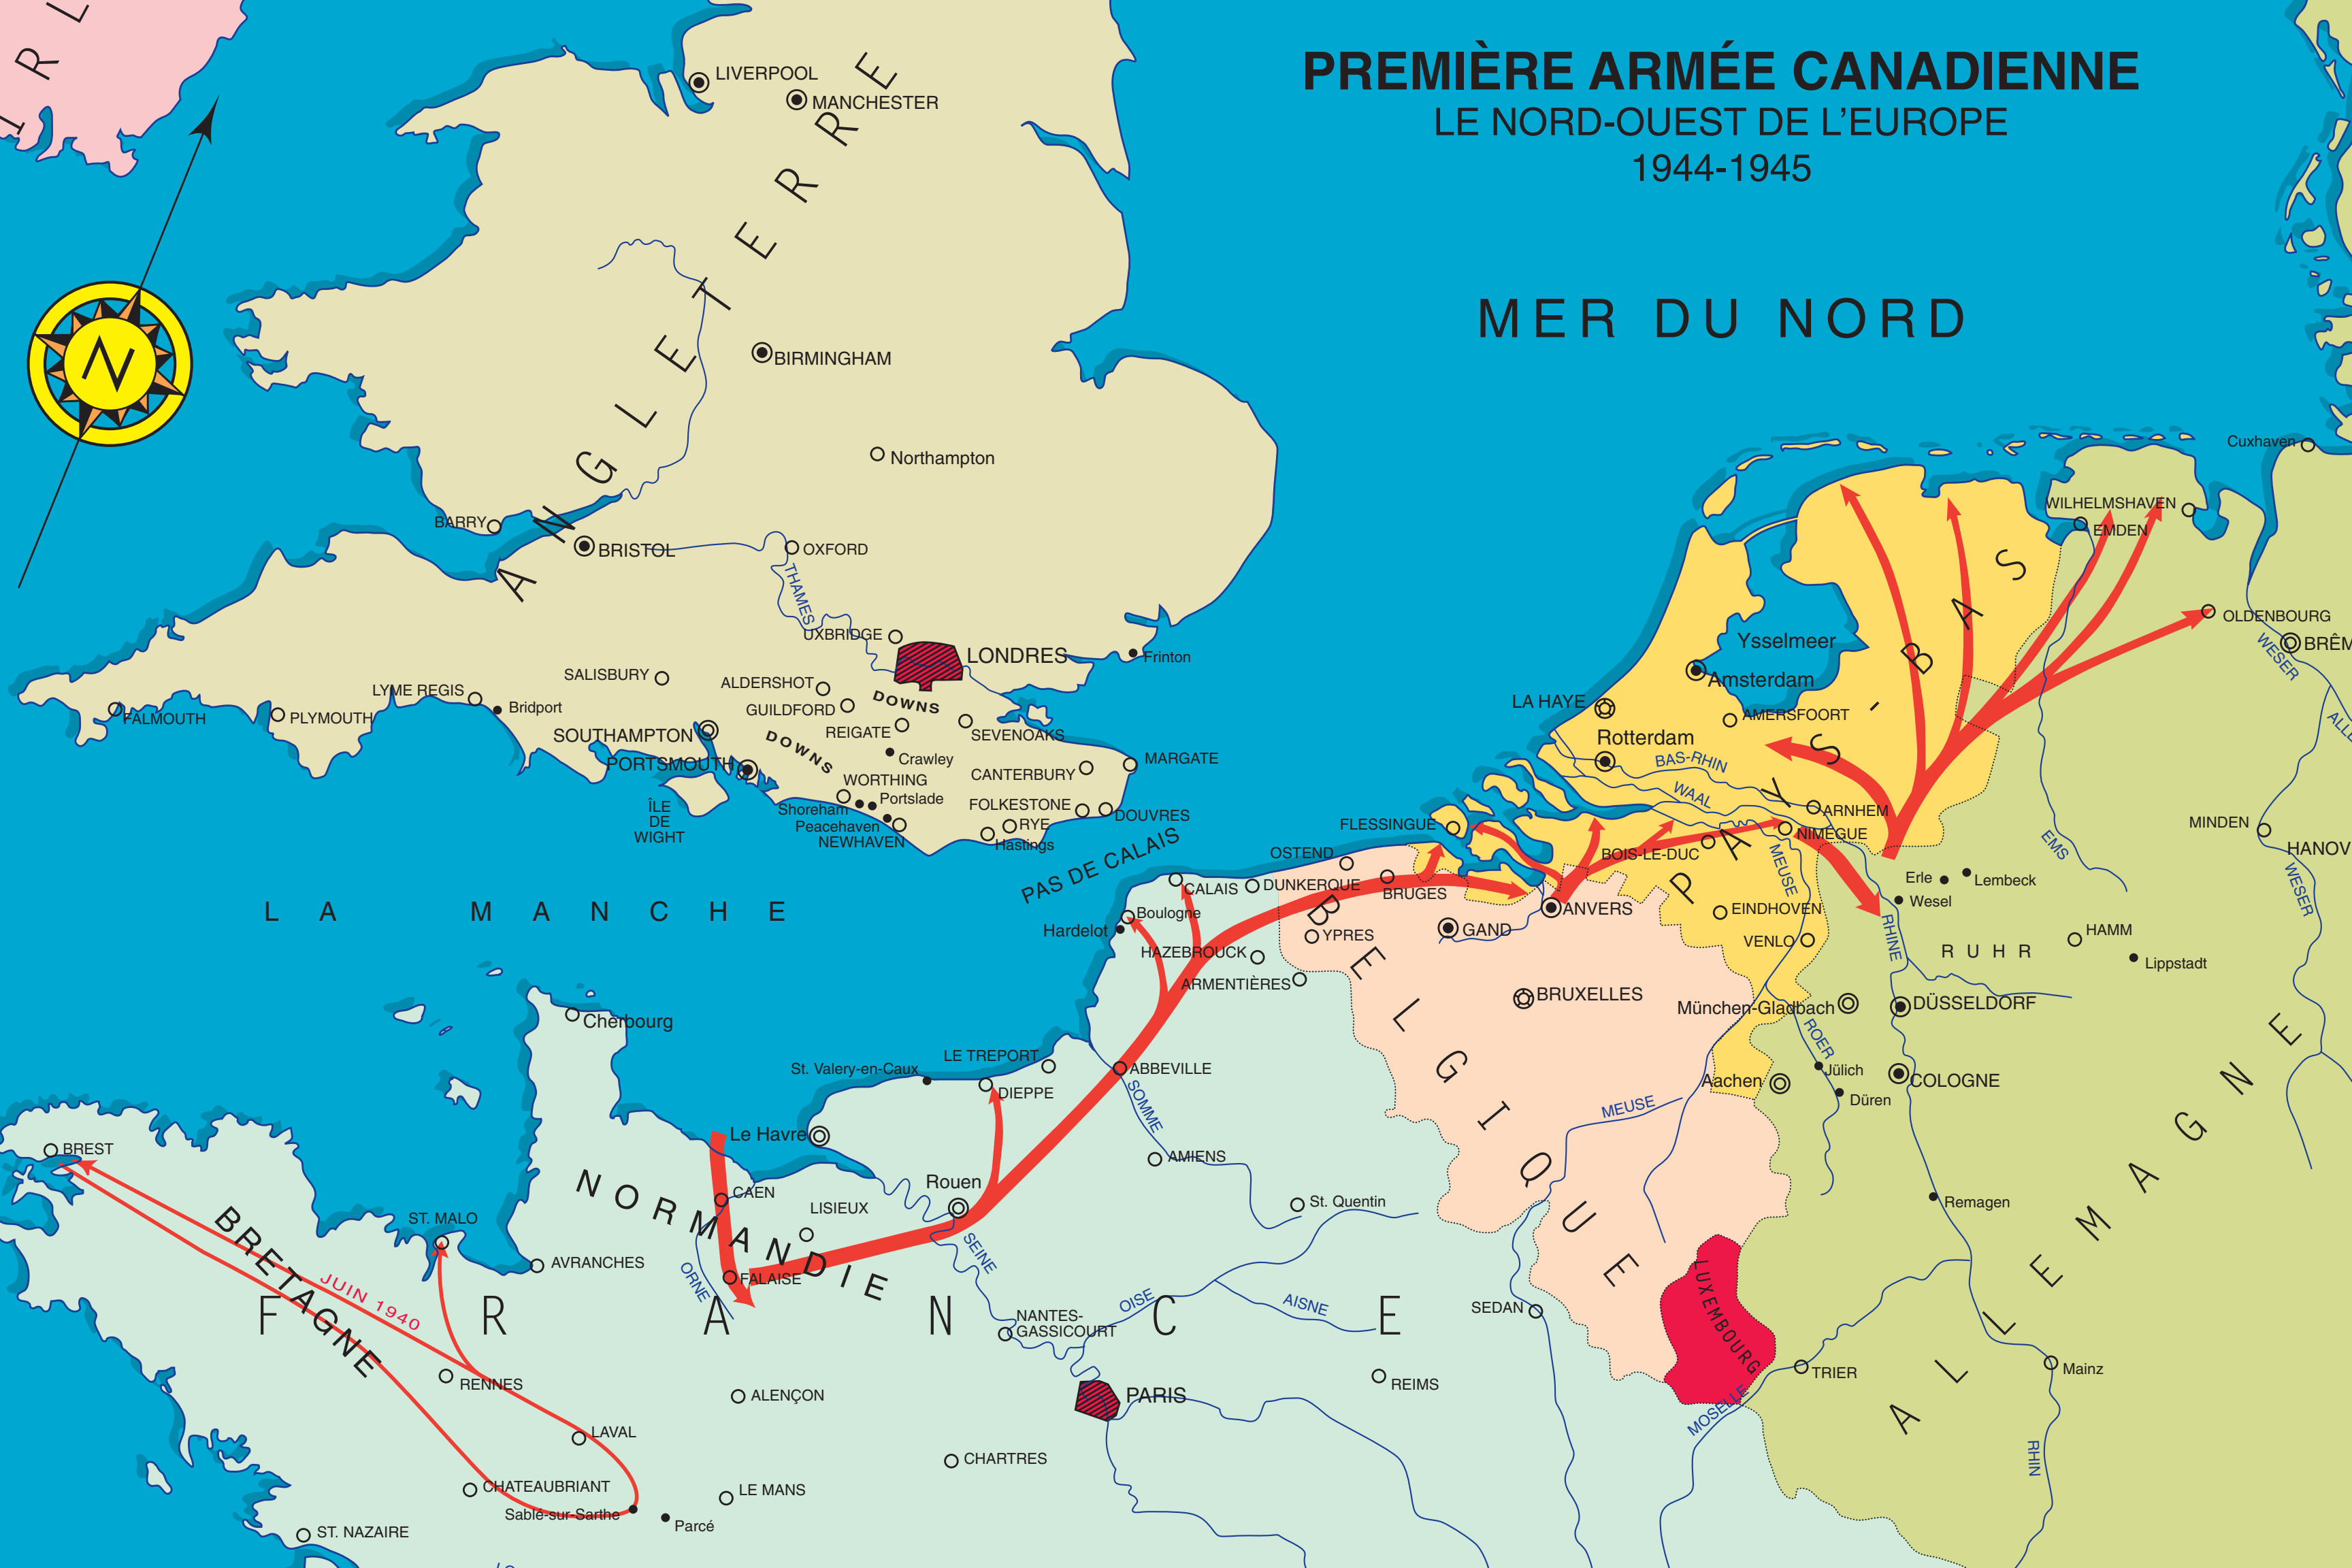 PREMIÈRE ARMÉE CANADIENNE
LE NORD-OUEST DE L'EUROPE
1944-1945
MER DU NORD
ANGLETERRE
N
LIVERPOOL
MANCHESTER
BIRMINGHAM
Northampton
BARRY
BRISTOL
OXFORD
THAMES
UXBRIDGE
LONDRES
Frinton
SALISBURY
ALDERSHOT
GUILDFORD
DOWNS
REIGATE
SEVENOAKS
LYME REGIS
Bridport
FALMOUTH
PLYMOUTH
SOUTHAMPTON
PORTSMOUTH
DOWNS
Crawley
CANTERBURY
MARGATE
WORTHING
Portslade
Shoreham
Peacehaven
NEWHAVEN
FOLKESTONE
RYE
Hastings
DOUVRES
ÎLE
DE
WIGHT
PAS DE CALAIS
LA MANCHE
Cuxhaven
WILHELMSHAVEN
EMDEN
OLDENBOURG
BRÊM
WESER
ALLE
PAYS-BAS
Ysselmeer
Amsterdam
LA HAYE
AMERSFOORT
Rotterdam
BAS-RHIN
WAAL
ARNHEM
NIMÈGUE
FLESSINGUE
BOIS-LE-DUC
MEUSE
EMS
MINDEN
HANOV
WESER
OSTEND
CALAIS
DUNKERQUE
BRUGES
ANVERS
EINDHOVEN
VENLO
Erle
Lembeck
Wesel
RHINE
RUHR
HAMM
Lippstadt
Boulogne
Hardelot
GAND
YPRES
HAZEBROUCK
ARMENTIÈRES
BRUXELLES
BELGIQUE
München-Gladbach
DÜSSELDORF
ROER
Jülich
Aachen
COLOGNE
Düren
MEUSE
ALLEMAGNE
Remagen
Cherbourg
St. Valery-en-Caux
LE TREPORT
DIEPPE
ABBEVILLE
SOMME
Le Havre
AMIENS
BREST
CAEN
Rouen
LISIEUX
St. Quentin
NORMANDIE
ST. MALO
AVRANCHES
BRETAGNE
JUIN 1940
ORNE
FALAISE
SEINE
FRANCE
NANTES-
GASSICOURT
OISE
AISNE
SEDAN
LUXEMBOURG
MOSELLE
TRIER
Mainz
RHIN
RENNES
ALENÇON
PARIS
REIMS
LAVAL
CHARTRES
CHATEAUBRIANT
LE MANS
Sablé-sur-Sarthe
Parcé
ST. NAZAIRE